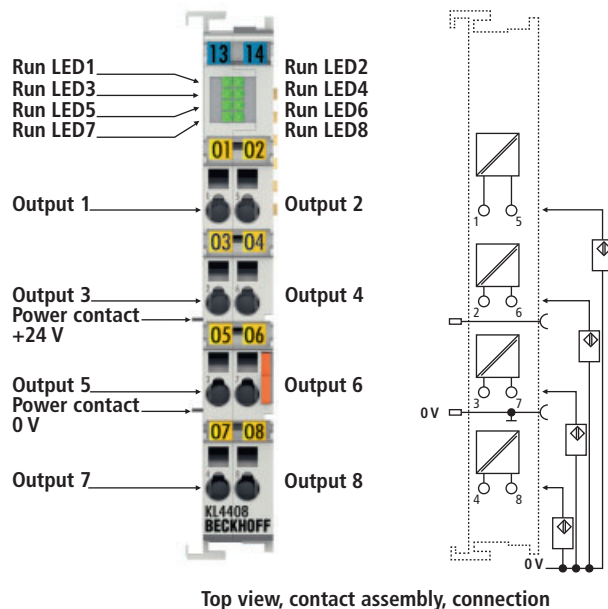 13 14
Run LED1 Run LED2
Run LED3 Run LED4
Run LED5 Run LED6
Run LED7 Run LED8
01 02
Output 1 Output 2
1 5
03 04
Output 3 Output 4
2 6
Power contact
+24 V
05 06
Output 5 Output 6
3 7
Power contact
0 V
0 V
07 08
Output 7 Output 8
4 8
KL4408
BECKHOFF
0 V
Top view, contact assembly, connection